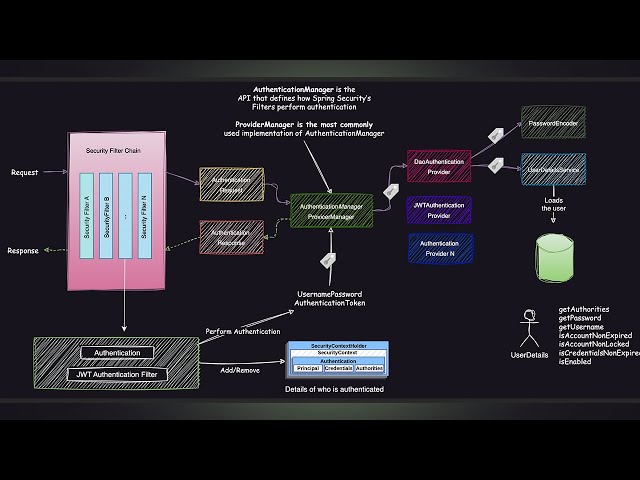 AuthenticationManager is the
API that defines how Spring Security's
Filters perform authentication
ProviderManager is the most commonly
used implementation of AuthenticationManager
Request
Response
Security Filter Chain
Security Filter A
SecurityFilter B
...
Security Filter N
Authentication
Request
Authentication
Response
AuthenticationManager
ProviderManager
DaoAuthentication
Provider
JWTAuthentication
Provider
Authentication
Provider N
PasswordEncoder
UserDetailsService
Loads
the user
UsernamePassword
AuthenticationToken
Perform Authentication
Add/Remove
Authentication
JWT Authentication Filter
SecurityContextHolder
SecurityContext
Authentication
Principal
Credentials
Authorities
Details of who is authenticated
UserDetails
getAuthorities
getPassword
getUsername
isAccountNonExpired
isAccountNonLocked
isCredentialsNonExpired
isEnabled